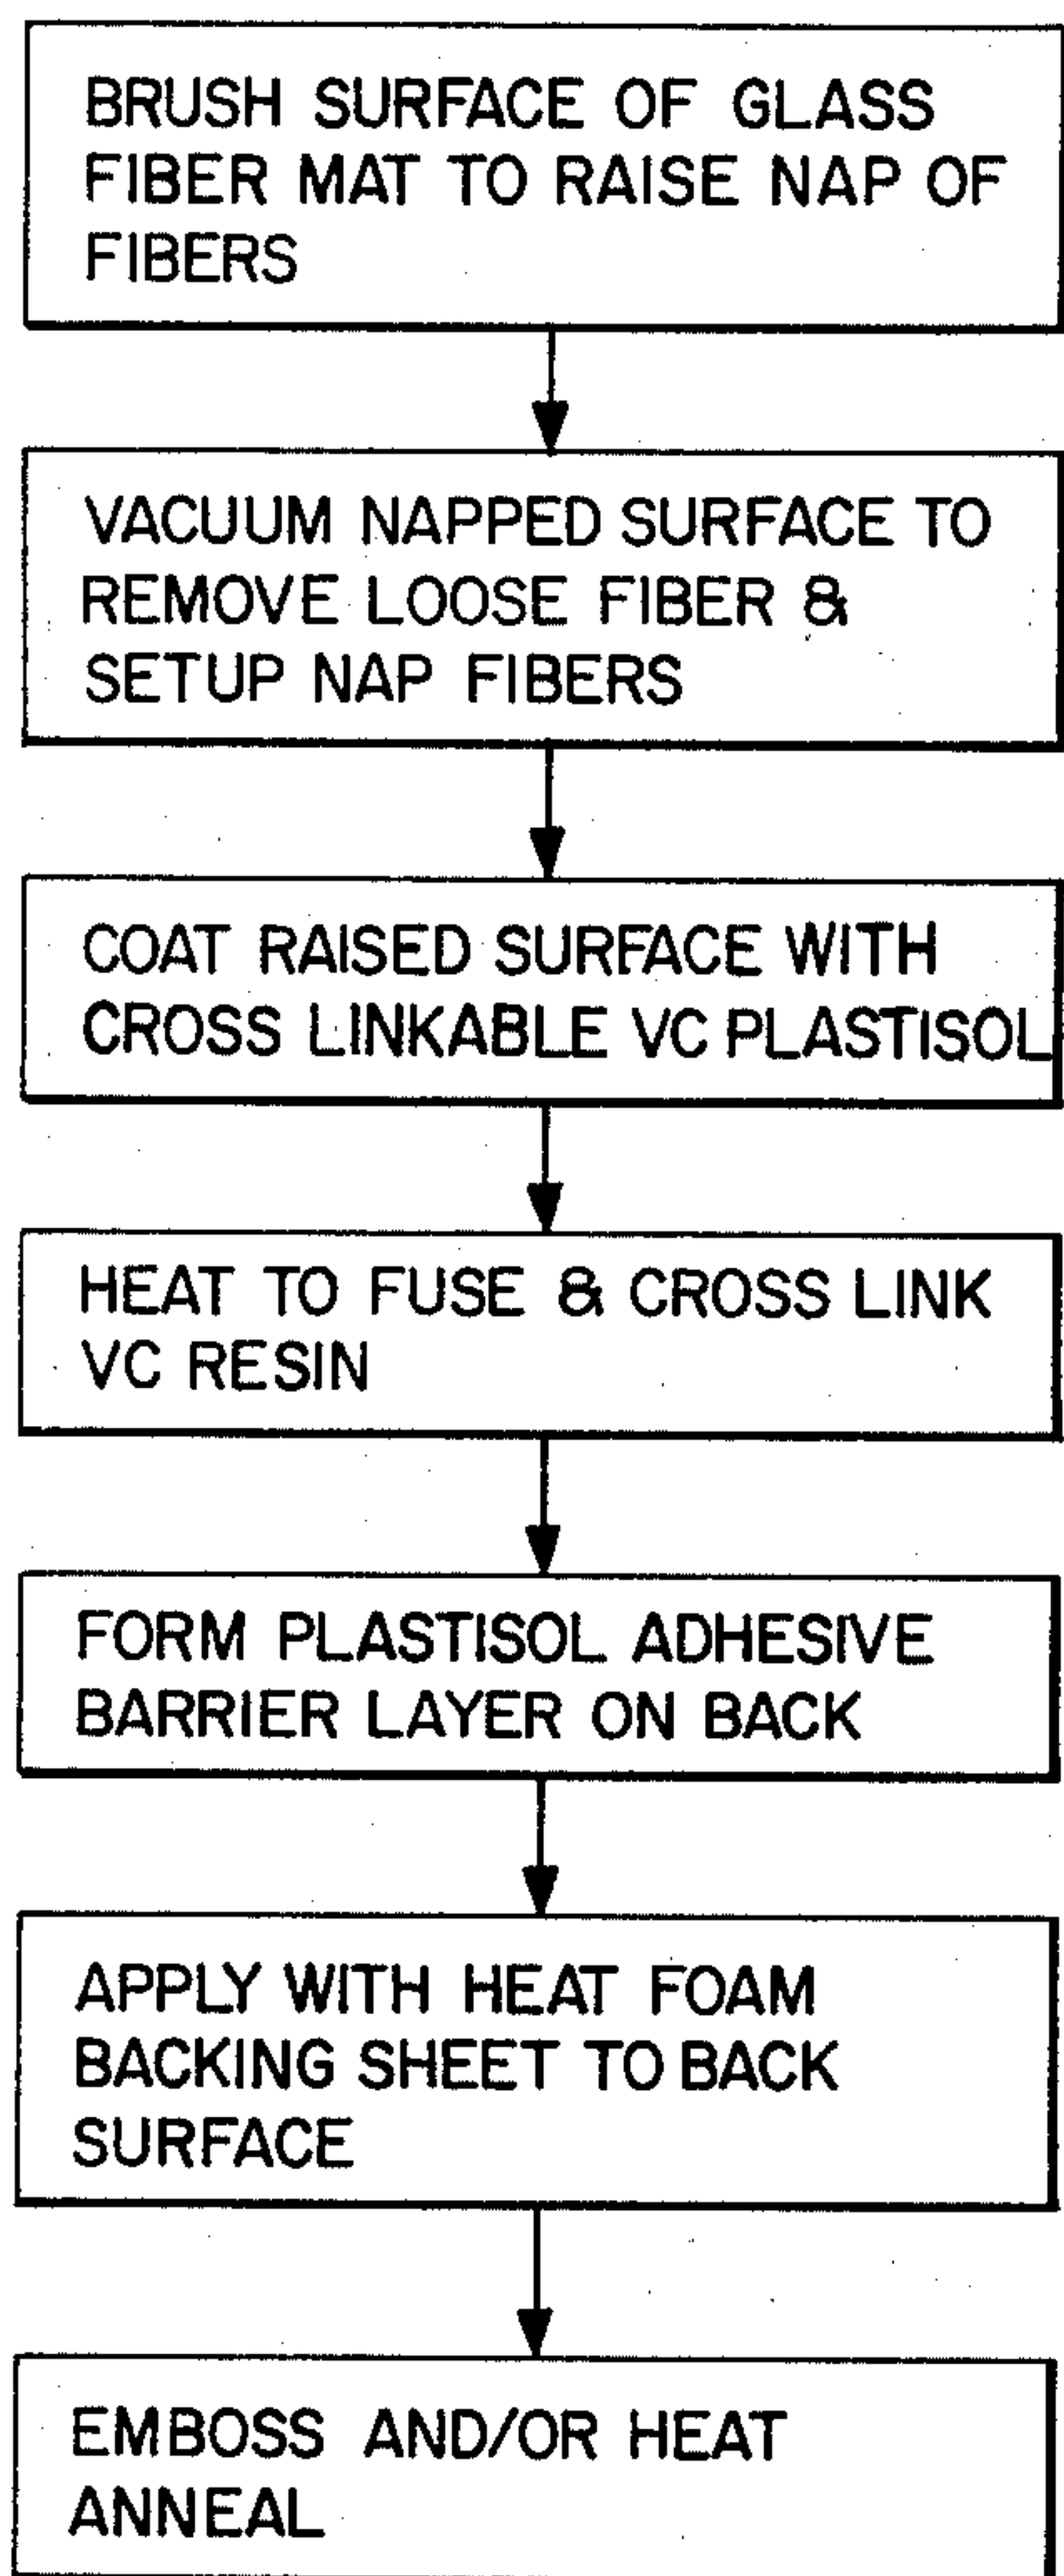 BRUSH SURFACE OF GLASS
FIBER MAT TO RAISE NAP OF
FIBERS
VACUUM NAPPED SURFACE TO
REMOVE LOOSE FIBER &
SETUP NAP FIBERS
COAT RAISED SURFACE WITH
CROSS LINKABLE VC PLASTISOL
HEAT TO FUSE & CROSS LINK
VC RESIN
FORM PLASTISOL ADHESIVE
BARRIER LAYER ON BACK
APPLY WITH HEAT FOAM
BACKING SHEET TO BACK
SURFACE
EMBOSS AND/OR HEAT
ANNEAL